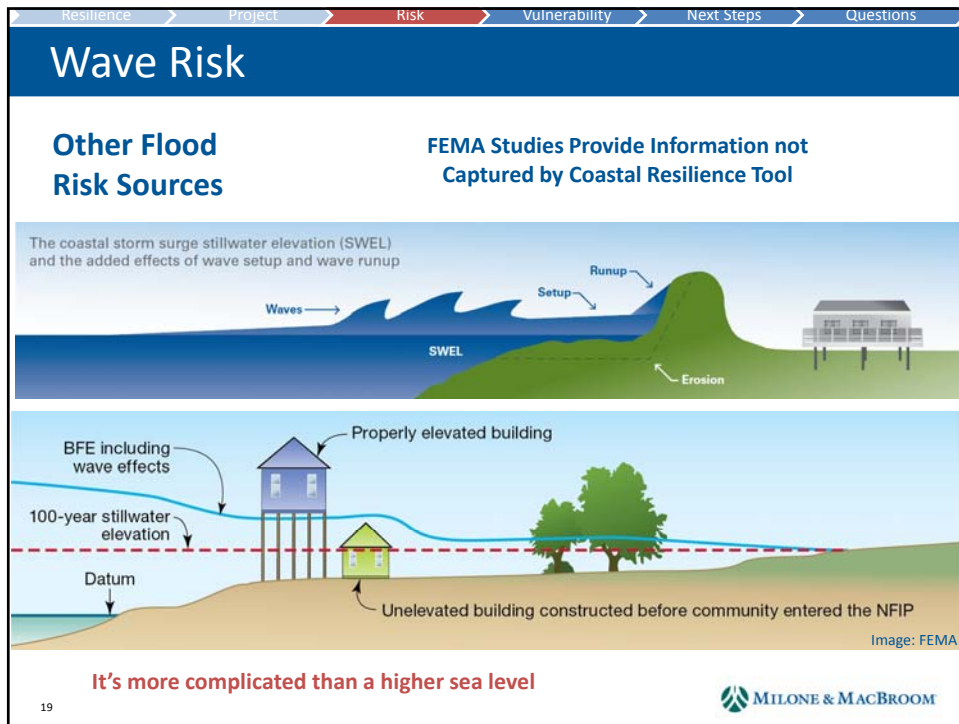 Resilience Project Risk Vulnerability Next Steps Questions
Wave Risk
Other Flood
Risk Sources
FEMA Studies Provide Information not
Captured by Coastal Resilience Tool
The coastal storm surge stillwater elevation (SWEL)
and the added effects of wave setup and wave runup
Runup
Setup
Waves
SWEL
Erosion
Properly elevated building
BFE including
wave effects
100-year stillwater
elevation
Datum
Unelevated building constructed before community entered the NFIP
Image: FEMA
It's more complicated than a higher sea level
19
MILONE & MACBROOM